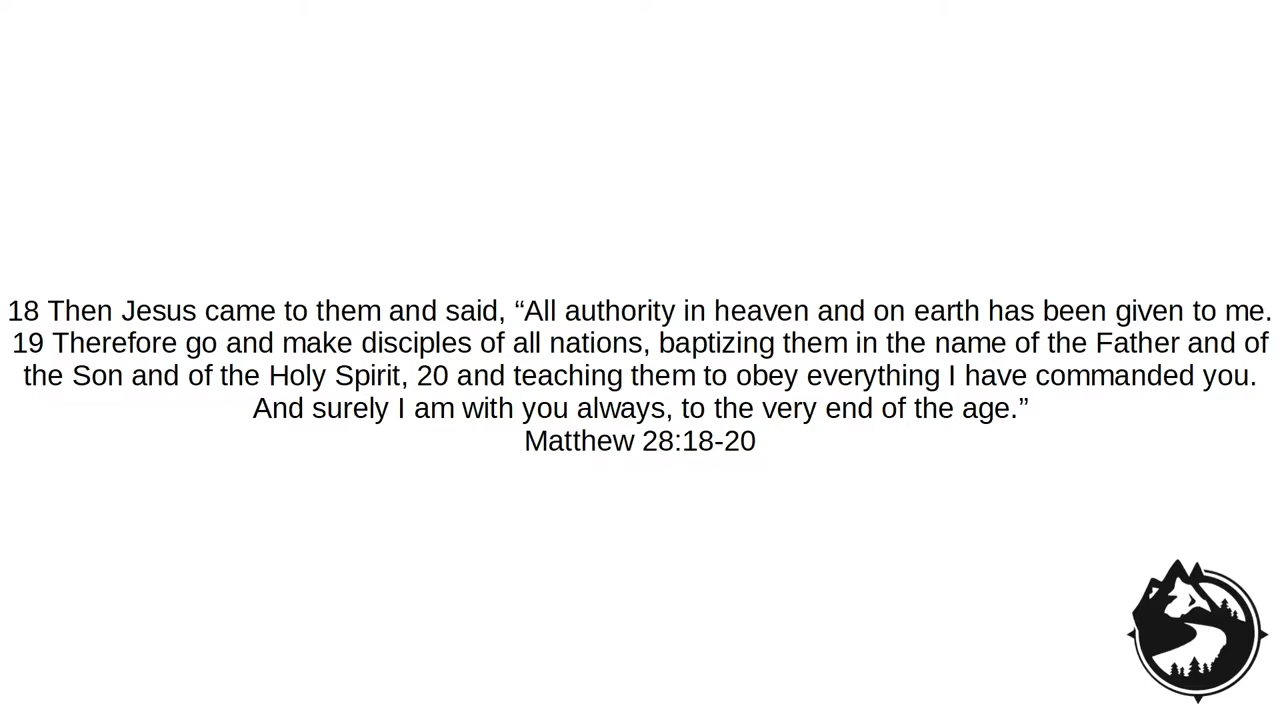 18 Then Jesus came to them and said, “All authority in heaven and on earth has been given to me.
19 Therefore go and make disciples of all nations, baptizing them in the name of the Father and of
the Son and of the Holy Spirit, 20 and teaching them to obey everything I have commanded you.
And surely I am with you always, to the very end of the age.”
Matthew 28:18-20